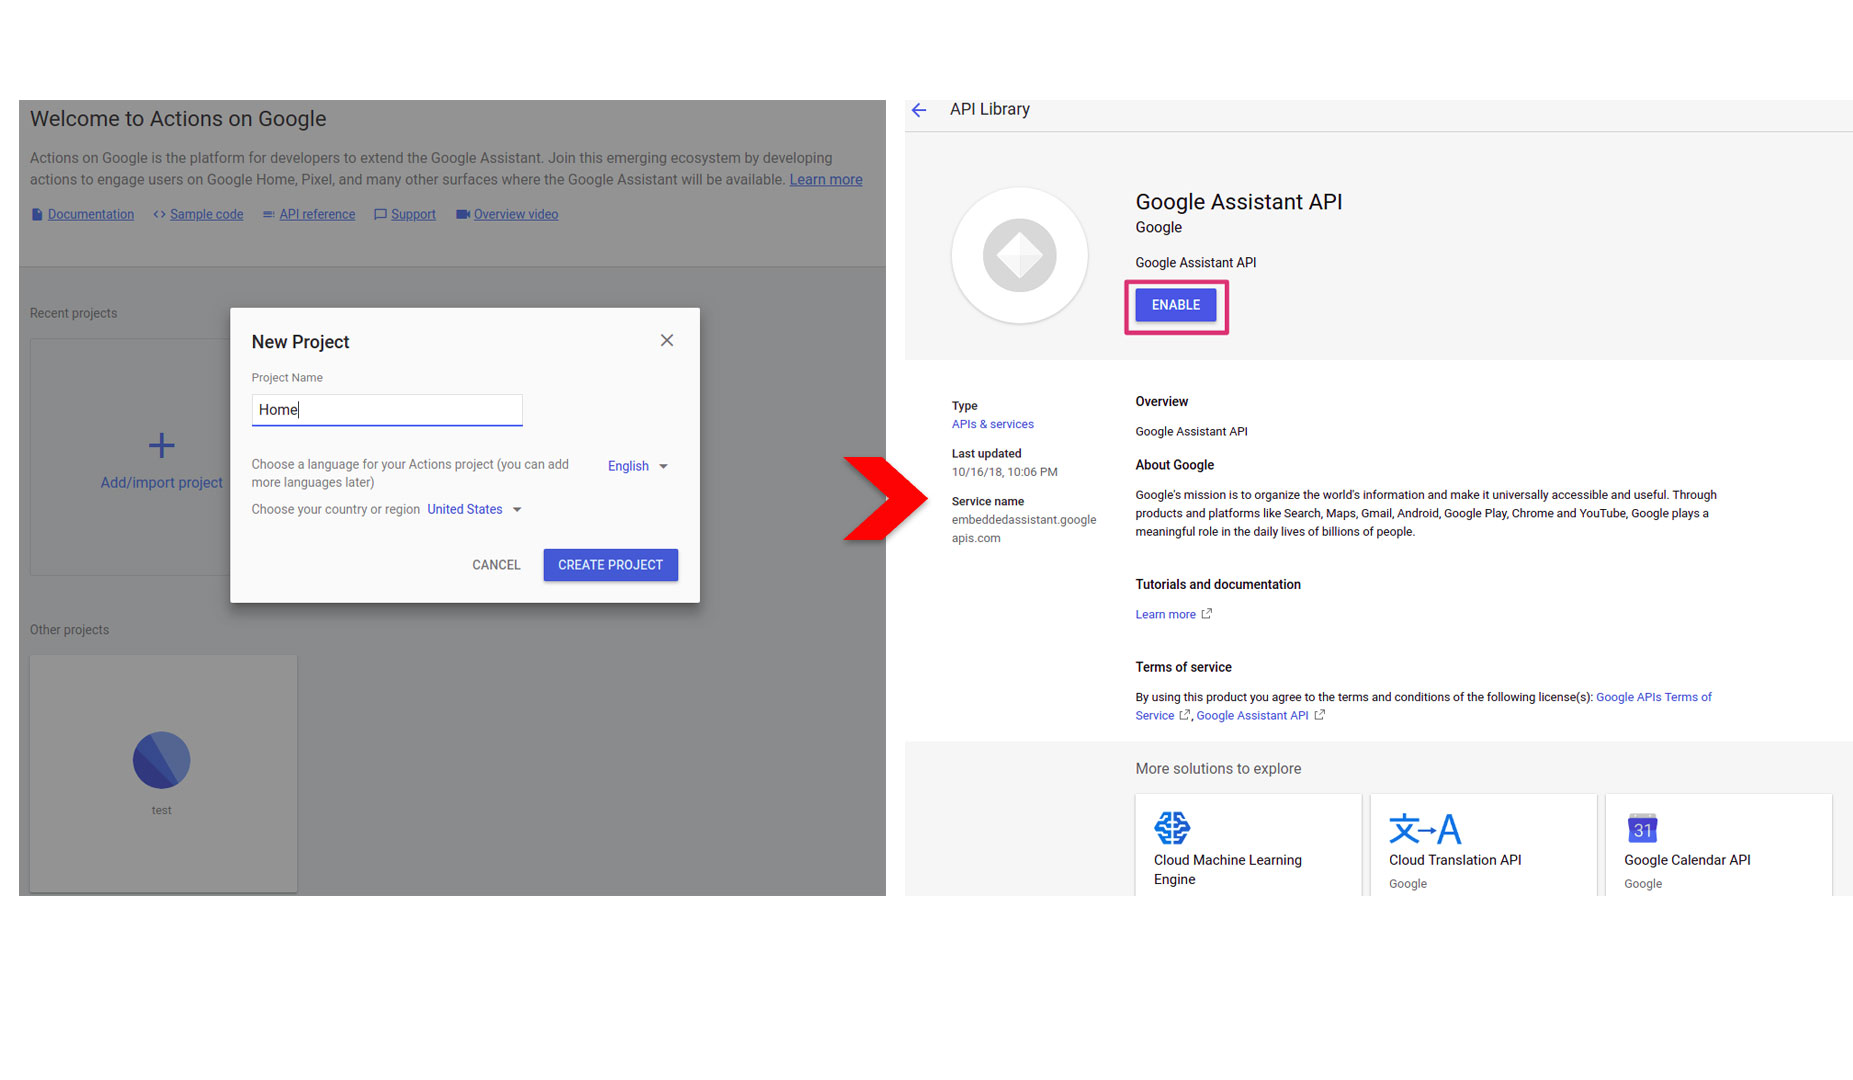 Welcome to Actions on Google
Actions on Google is the platform for developers to extend the Google Assistant. Join this emerging ecosystem by developing
actions to engage users on Google Home, Pixel, and many other surfaces where the Google Assistant will be available. Learn more
Documentation Sample code API reference Support Overview video
Recent projects
Add/import project
New Project
Project Name
Home
Choose a language for your Actions project (you can add
more languages later)
English
Choose your country or region United States
CANCEL CREATE PROJECT
Other projects
test
API Library
Google Assistant API
Google
Google Assistant API
ENABLE
Type
APIs & services
Last updated
10/16/18, 10:06 PM
Service name
embeddedassistant.google
apis.com
Overview
Google Assistant API
About Google
Google's mission is to organize the world's information and make it universally accessible and useful. Through
products and platforms like Search, Maps, Gmail, Android, Google Play, Chrome and YouTube, Google plays a
meaningful role in the daily lives of billions of people.
Tutorials and documentation
Learn more
Terms of service
By using this product you agree to the terms and conditions of the following license(s): Google APIs Terms of
Service, Google Assistant API
More solutions to explore
Cloud Machine Learning
Engine
文→A
Cloud Translation API
Google
31
Google Calendar API
Google